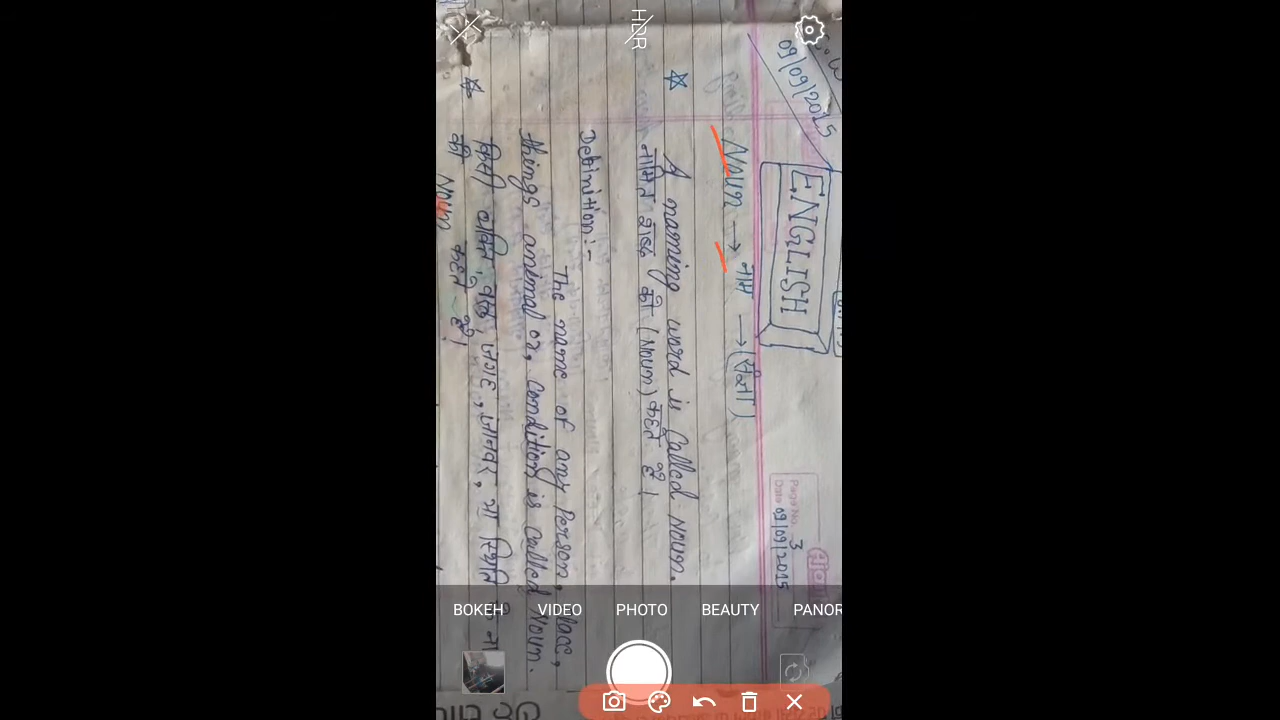 HDR
09/09/2015
ENGLISH
Page No. 3
Date 09/09/2015
Noun → नाम → (संज्ञा)
☆ A naming word is Called Noun.
नामित शब्द को (Noun) कहते हैं।
Definition:-
The name of any Person, Place,
things animal or, condition is called Noun.
☆ किसी व्यक्ति, वस्तु, जगह, जानवर, या स्थिति के
को Noun कहते हैं।
BOKEH VIDEO PHOTO BEAUTY PANOR